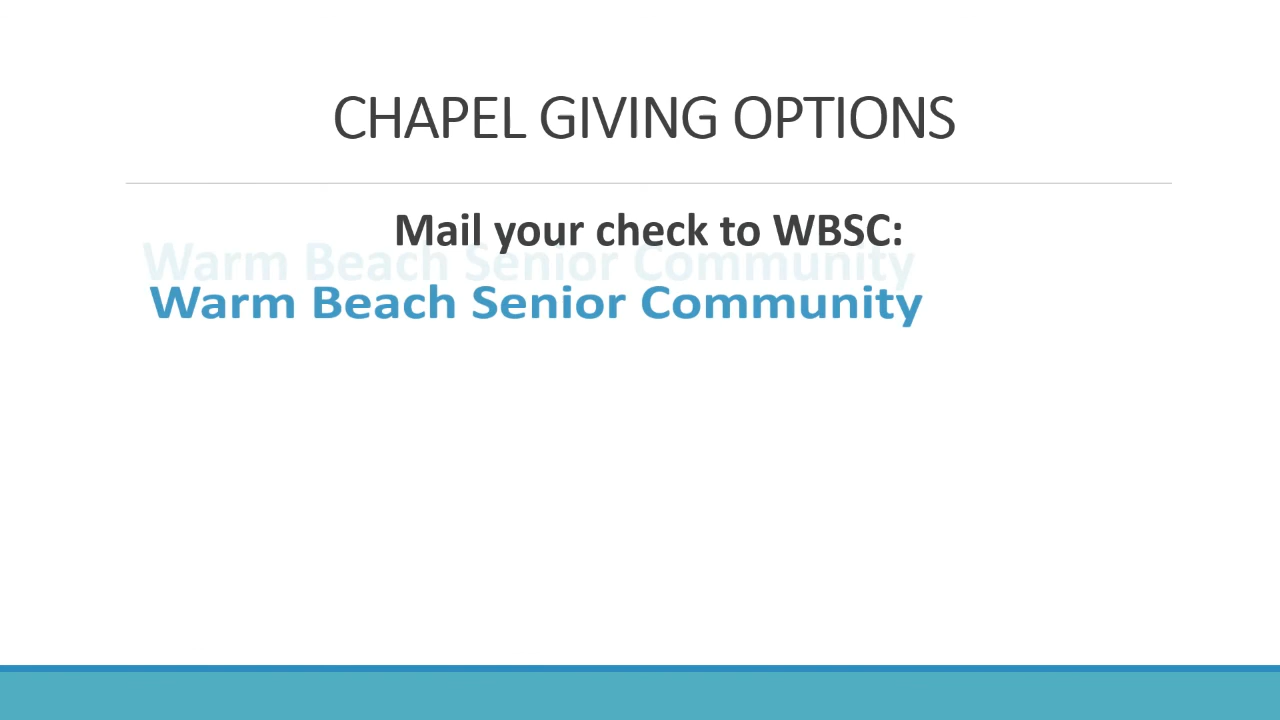 CHAPEL GIVING OPTIONS
Mail your check to WBSC:
Warm Beach Senior Community
Warm Beach Senior Community